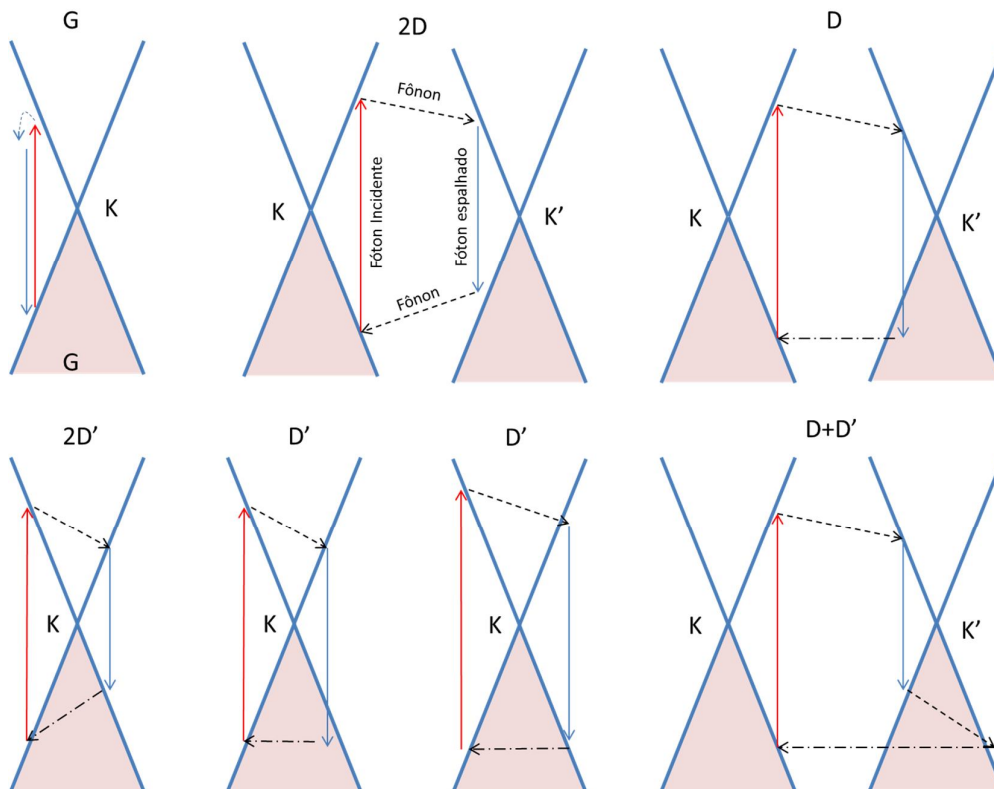 G
2D
D
Fônon
Fóton Incidente
Fóton espalhado
K
K
K'
K
K'
Fônon
G
2D'
D'
D'
D+D'
K
K
K
K
K'